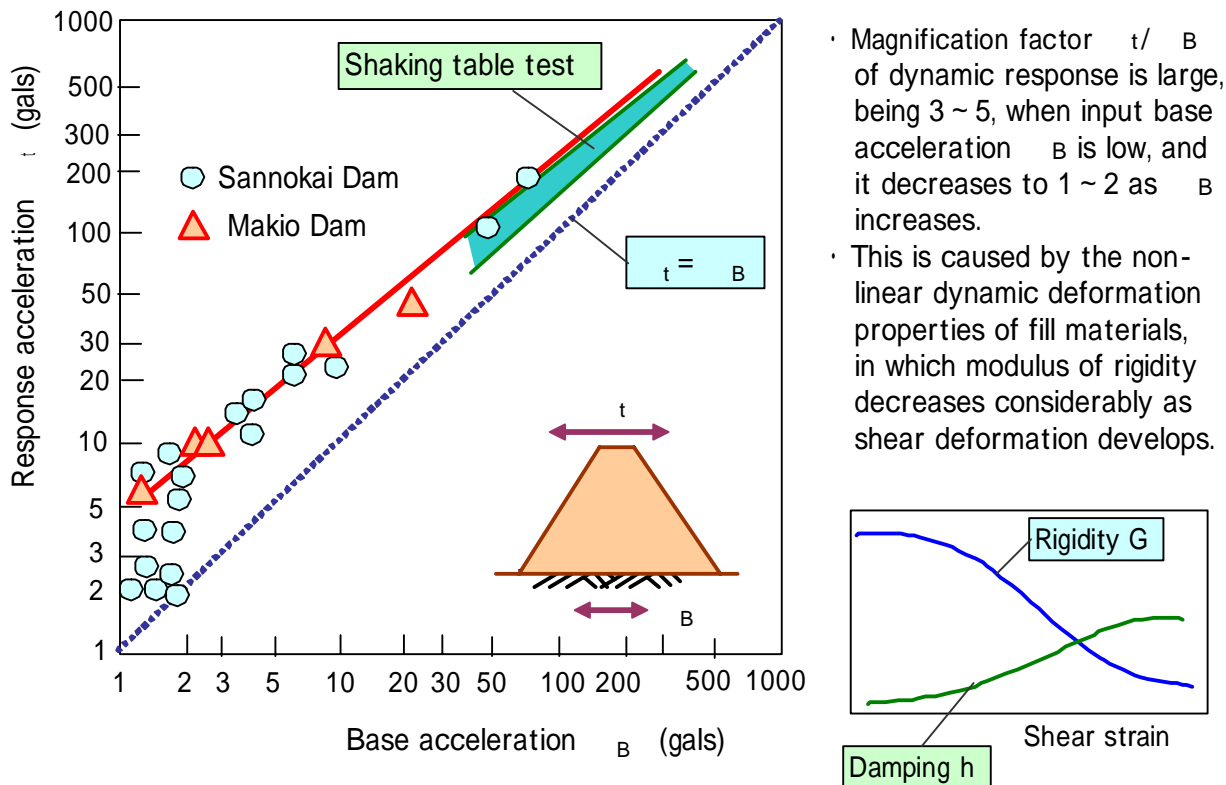 1000
500
300
200
100
50
30
20
10
5
3
2
1
Response acceleration t (gals)
Shaking table test
Sannokai Dam
Makio Dam
t = B
t
B
1 2 3 5 10 20 30 50 100 200 500 1000
Base acceleration B (gals)
· Magnification factor t/ B
of dynamic response is large,
being 3 ~ 5, when input base
acceleration B is low, and
it decreases to 1 ~ 2 as B
increases.
· This is caused by the non-
linear dynamic deformation
properties of fill materials,
in which modulus of rigidity
decreases considerably as
shear deformation develops.
Rigidity G
Shear strain
Damping h